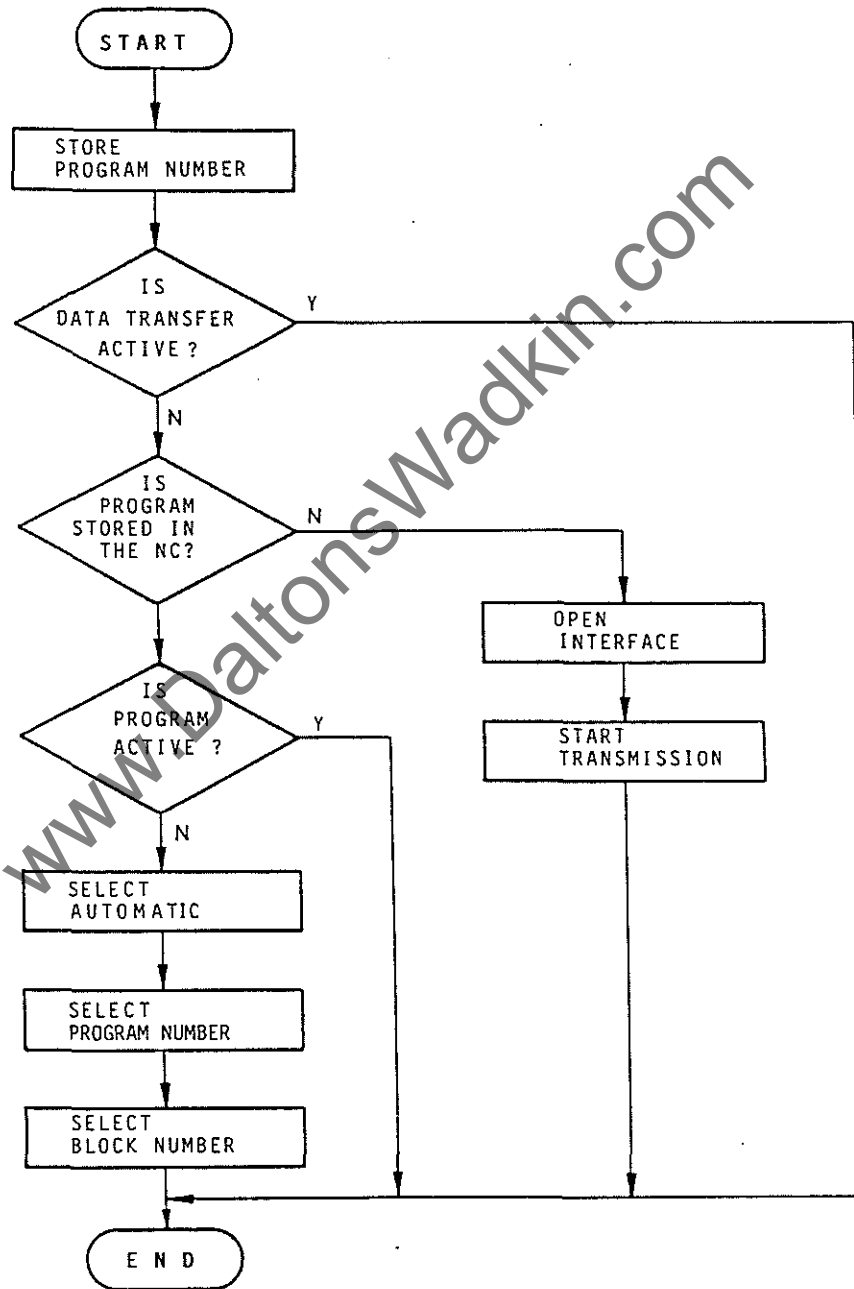 START
STORE
PROGRAM NUMBER
IS
DATA TRANSFER
ACTIVE?
Y
N
IS
PROGRAM
STORED IN
THE NC?
N
OPEN
INTERFACE
START
TRANSMISSION
IS
PROGRAM
ACTIVE ?
Y
N
SELECT
AUTOMATIC
SELECT
PROGRAM NUMBER
SELECT
BLOCK NUMBER
END
www.DaltonsWadkin.com